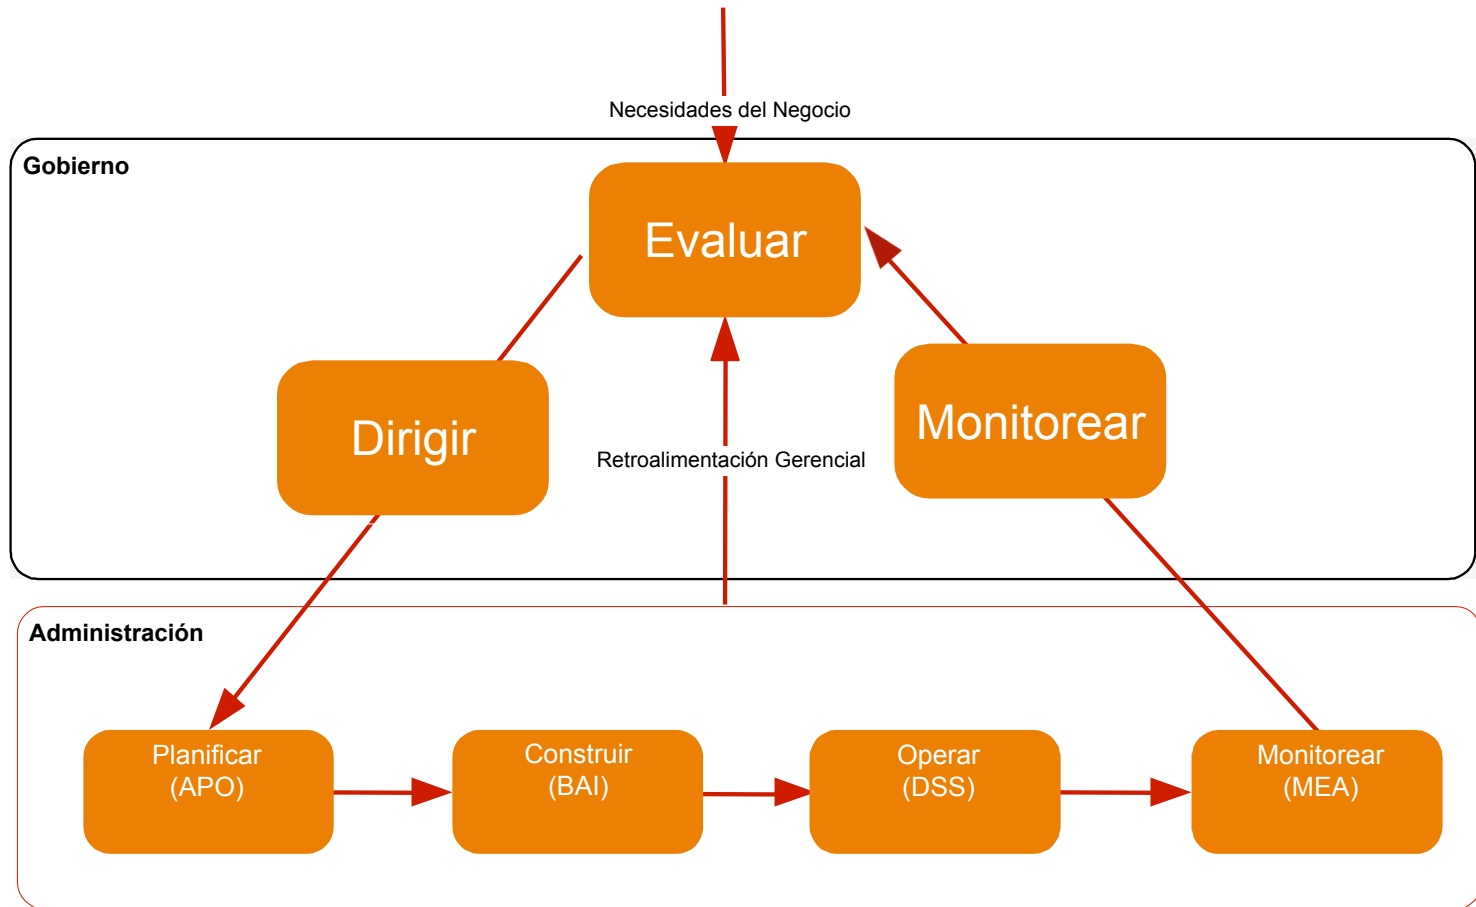 Necesidades del Negocio
Gobierno
Evaluar
Dirigir
Monitorear
Retroalimentación Gerencial
Administración
Planificar
(APO)
Construir
(BAI)
Operar
(DSS)
Monitorear
(MEA)